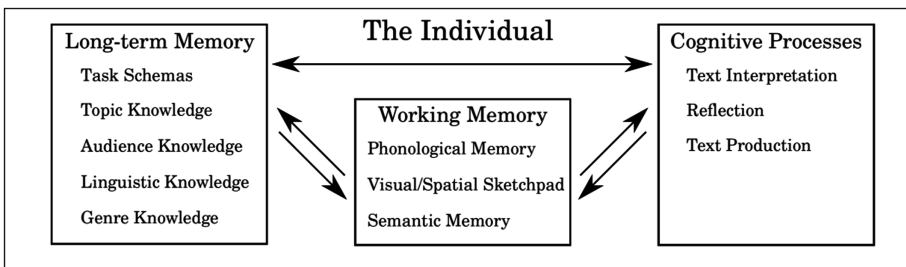 The Individual
Long-term Memory
Task Schemas
Topic Knowledge
Audience Knowledge
Linguistic Knowledge
Genre Knowledge
Working Memory
Phonological Memory
Visual/Spatial Sketchpad
Semantic Memory
Cognitive Processes
Text Interpretation
Reflection
Text Production